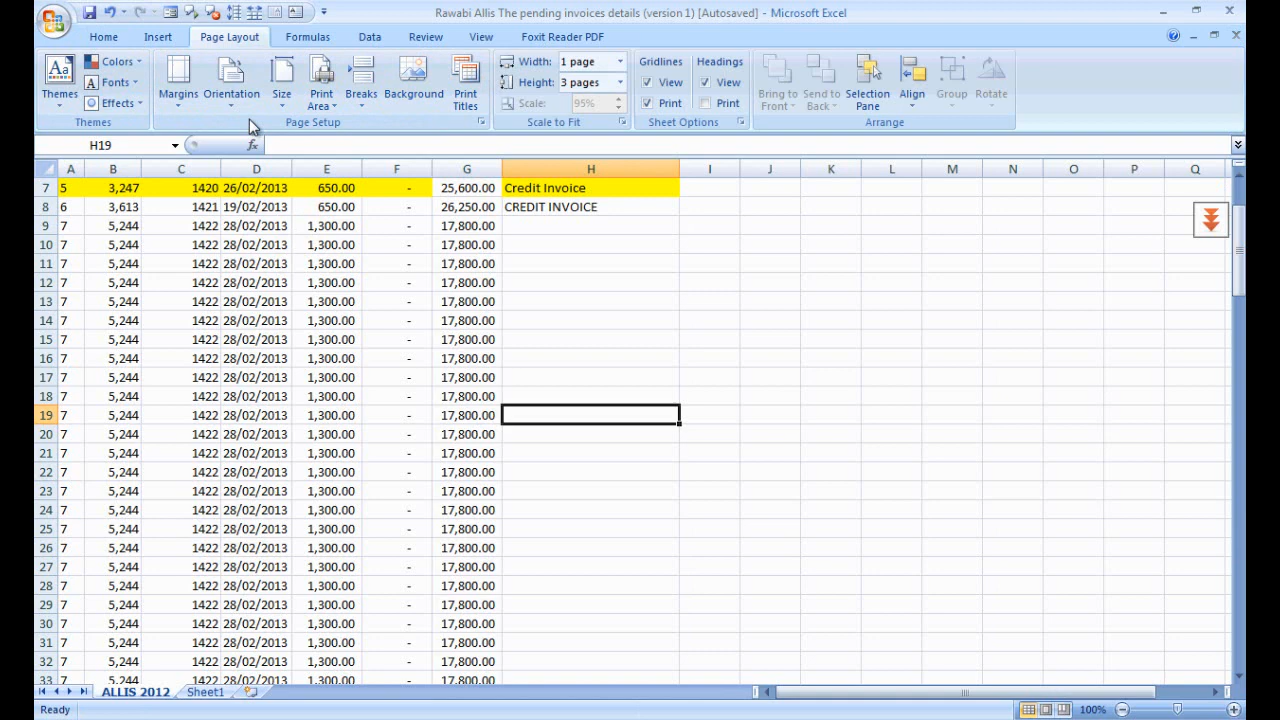 Rawabi Allis The pending invoices details (version 1) [Autosaved] - Microsoft Excel
Home Insert Page Layout Formulas Data Review View Foxit Reader PDF
Themes Colors Fonts Effects Margins Orientation Size Print Area Breaks Background Print Titles
Width: 1 page Height: 3 pages Scale: 95%
Gridlines View Print Headings View Print
Bring to Front Send to Back Selection Pane Align Group Rotate
Themes Page Setup Scale to Fit Sheet Options Arrange
H19 fx
A B C D E F G H I J K L M N O P Q
7 5 3,247 1420 26/02/2013 650.00 - 25,600.00 Credit Invoice
8 6 3,613 1421 19/02/2013 650.00 - 26,250.00 CREDIT INVOICE
9 7 5,244 1422 28/02/2013 1,300.00 - 17,800.00
10 7 5,244 1422 28/02/2013 1,300.00 - 17,800.00
11 7 5,244 1422 28/02/2013 1,300.00 - 17,800.00
12 7 5,244 1422 28/02/2013 1,300.00 - 17,800.00
13 7 5,244 1422 28/02/2013 1,300.00 - 17,800.00
14 7 5,244 1422 28/02/2013 1,300.00 - 17,800.00
15 7 5,244 1422 28/02/2013 1,300.00 - 17,800.00
16 7 5,244 1422 28/02/2013 1,300.00 - 17,800.00
17 7 5,244 1422 28/02/2013 1,300.00 - 17,800.00
18 7 5,244 1422 28/02/2013 1,300.00 - 17,800.00
19 7 5,244 1422 28/02/2013 1,300.00 - 17,800.00
20 7 5,244 1422 28/02/2013 1,300.00 - 17,800.00
21 7 5,244 1422 28/02/2013 1,300.00 - 17,800.00
22 7 5,244 1422 28/02/2013 1,300.00 - 17,800.00
23 7 5,244 1422 28/02/2013 1,300.00 - 17,800.00
24 7 5,244 1422 28/02/2013 1,300.00 - 17,800.00
25 7 5,244 1422 28/02/2013 1,300.00 - 17,800.00
26 7 5,244 1422 28/02/2013 1,300.00 - 17,800.00
27 7 5,244 1422 28/02/2013 1,300.00 - 17,800.00
28 7 5,244 1422 28/02/2013 1,300.00 - 17,800.00
29 7 5,244 1422 28/02/2013 1,300.00 - 17,800.00
30 7 5,244 1422 28/02/2013 1,300.00 - 17,800.00
31 7 5,244 1422 28/02/2013 1,300.00 - 17,800.00
32 7 5,244 1422 28/02/2013 1,300.00 - 17,800.00
33 7 5,244 1422 28/02/2013 1,300.00 - 17,800.00
ALLIS 2012 Sheet1
Ready 100%